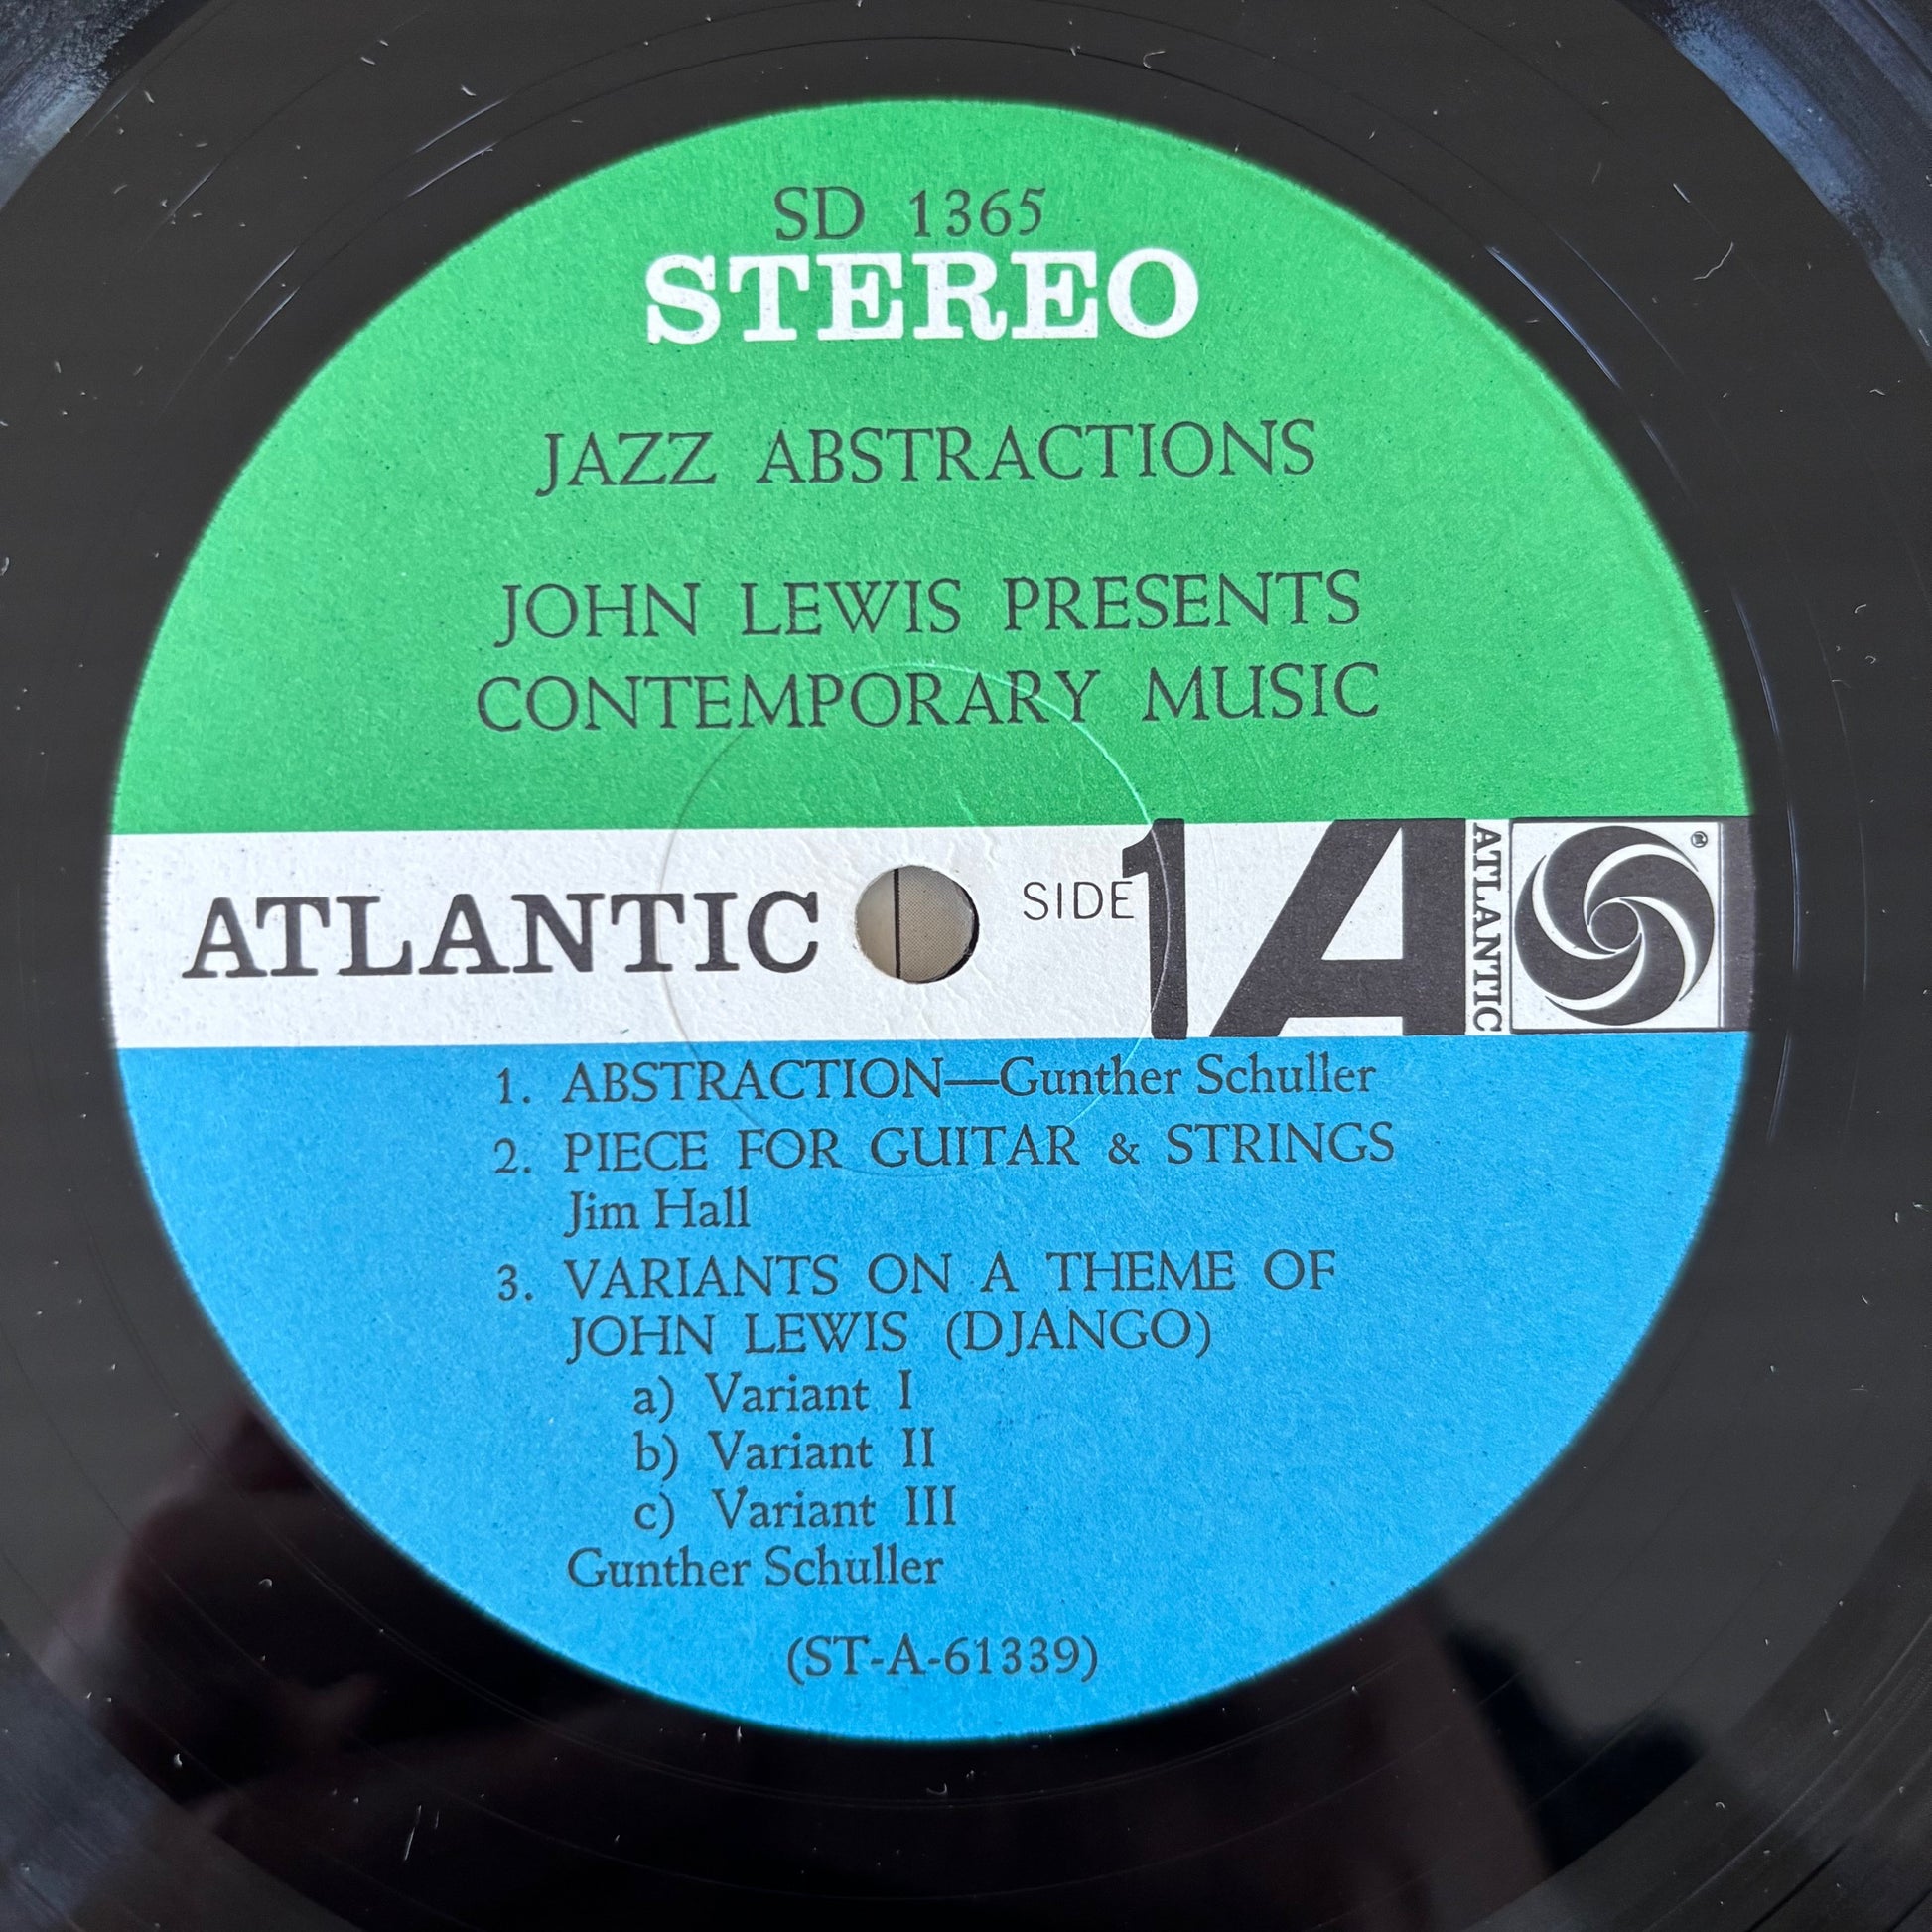 SD 1365
STEREO
JAZZ ABSTRACTIONS
JOHN LEWIS PRESENTS
CONTEMPORARY MUSIC
ATLANTIC SIDE 1 A ATLANTIC ®
1. ABSTRACTION—Gunther Schuller
2. PIECE FOR GUITAR & STRINGS
Jim Hall
3. VARIANTS ON A THEME OF
JOHN LEWIS (DJANGO)
a) Variant I
b) Variant II
c) Variant III
Gunther Schuller
(ST-A-61339)